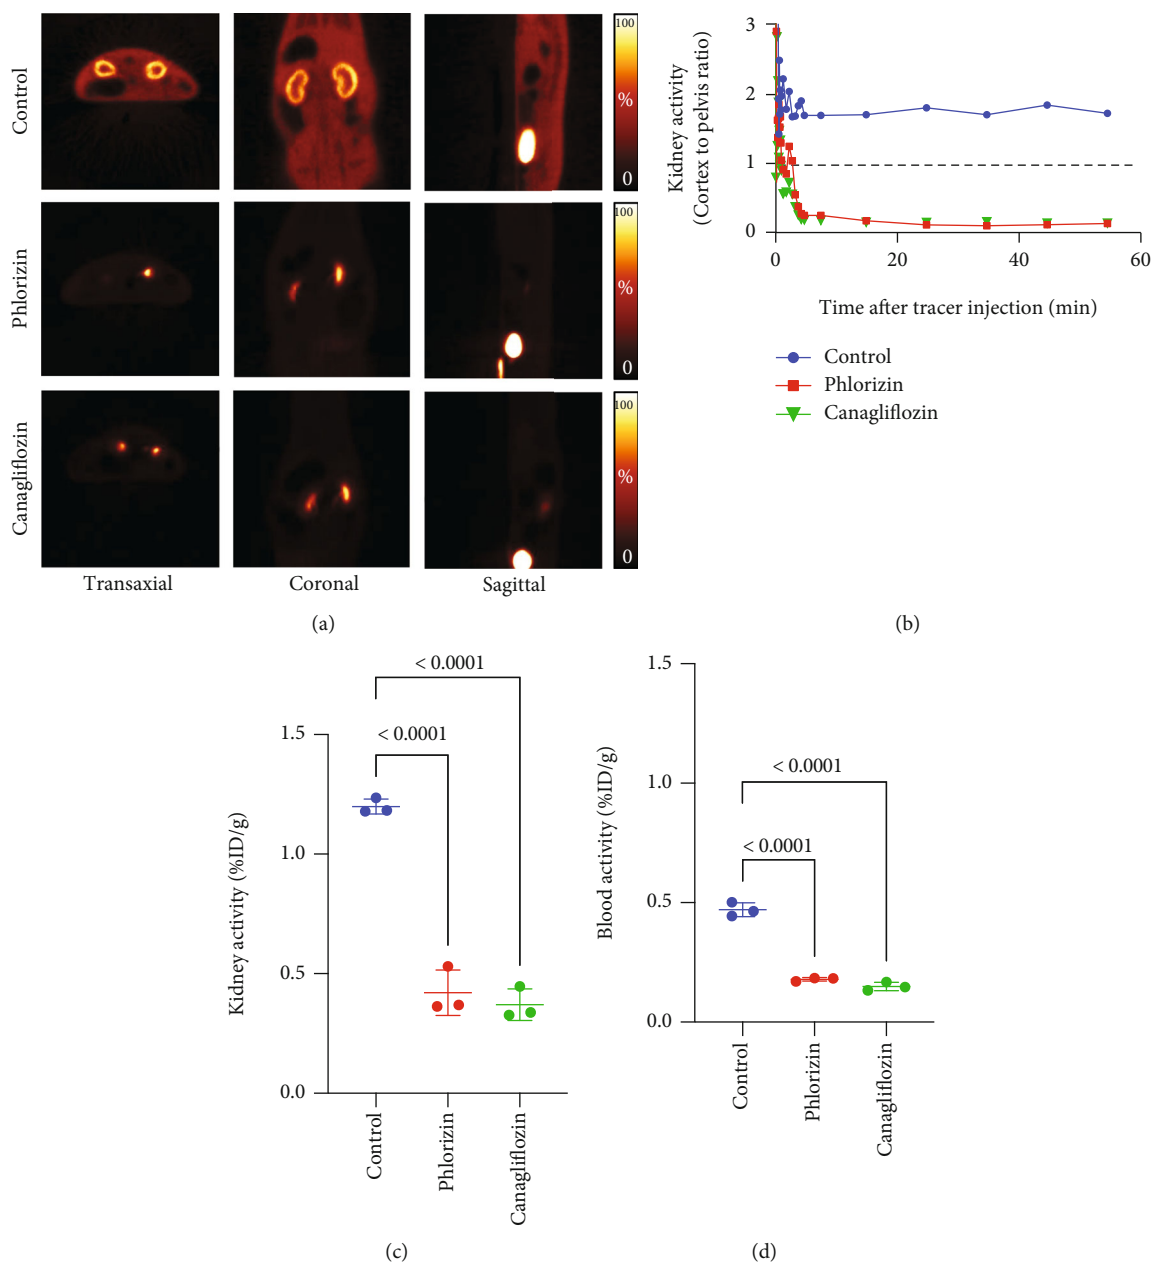 Control
Phlorizin
Canagliflozin
100
%
0
100
%
0
100
%
0
Transaxial
Coronal
Sagittal
(a)
Kidney activity
(Cortex to pelvis ratio)
3
2
1
0
0
20
40
60
Time after tracer injection (min)
Control
Phlorizin
Canagliflozin
(b)
Kidney activity (%ID/g)
1.5
1.0
0.5
0.0
< 0.0001
< 0.0001
Control
Phlorizin
Canagliflozin
(c)
Blood activity (%ID/g)
1.5
1.0
0.5
0.0
< 0.0001
< 0.0001
Control
Phlorizin
Canagliflozin
(d)